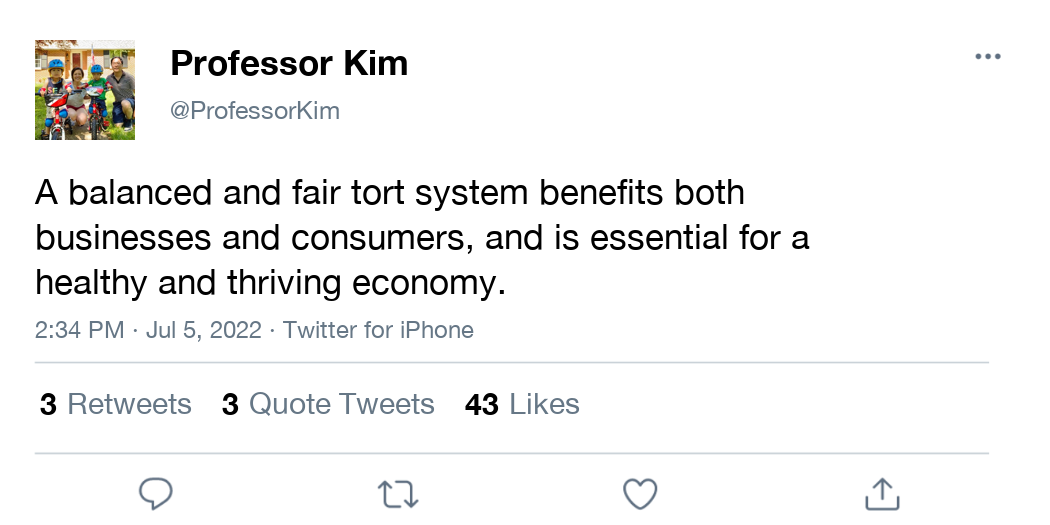 Professor Kim
@ProfessorKim
A balanced and fair tort system benefits both
businesses and consumers, and is essential for a
healthy and thriving economy.
2:34 PM · Jul 5, 2022 · Twitter for iPhone
3 Retweets 3 Quote Tweets 43 Likes